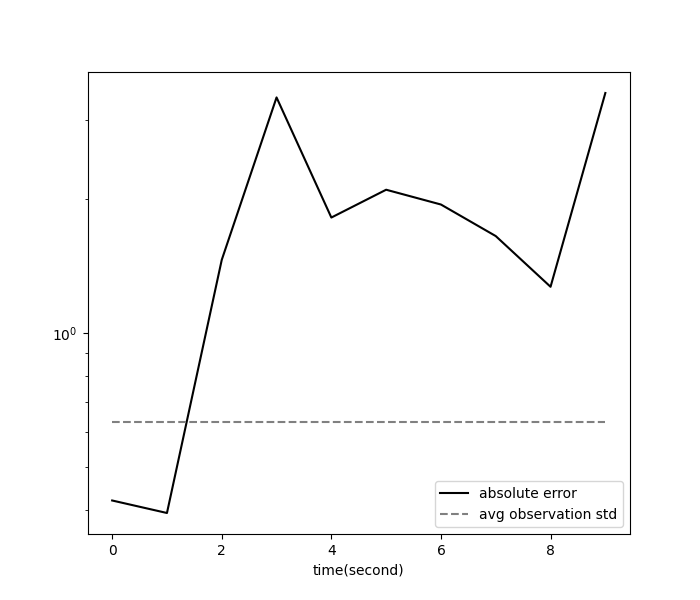 10⁰
0 2 4 6 8
time(second)
absolute error
avg observation std